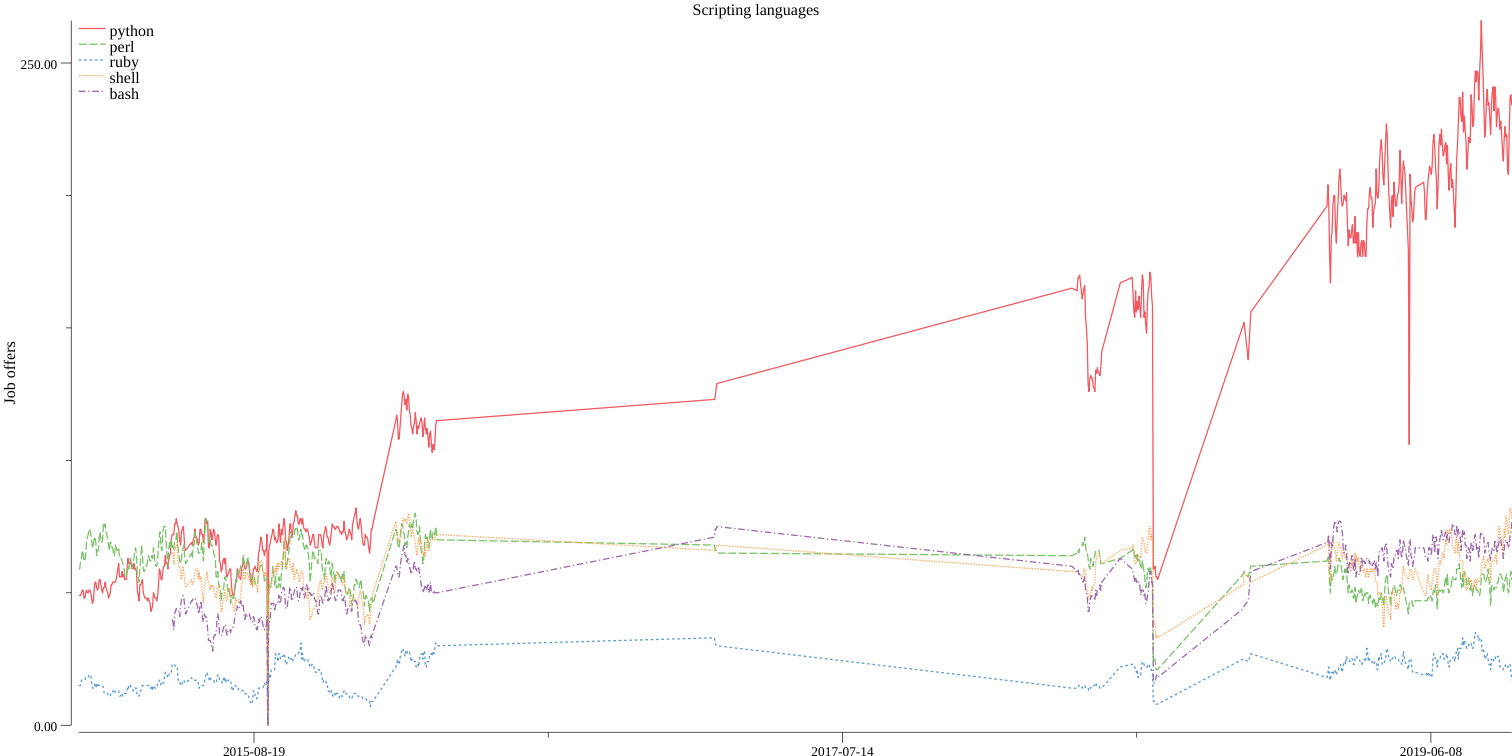 Scripting languages
python
perl
ruby
shell
bash
250.00
Job offers
0.00
2015-08-19
2017-07-14
2019-06-08